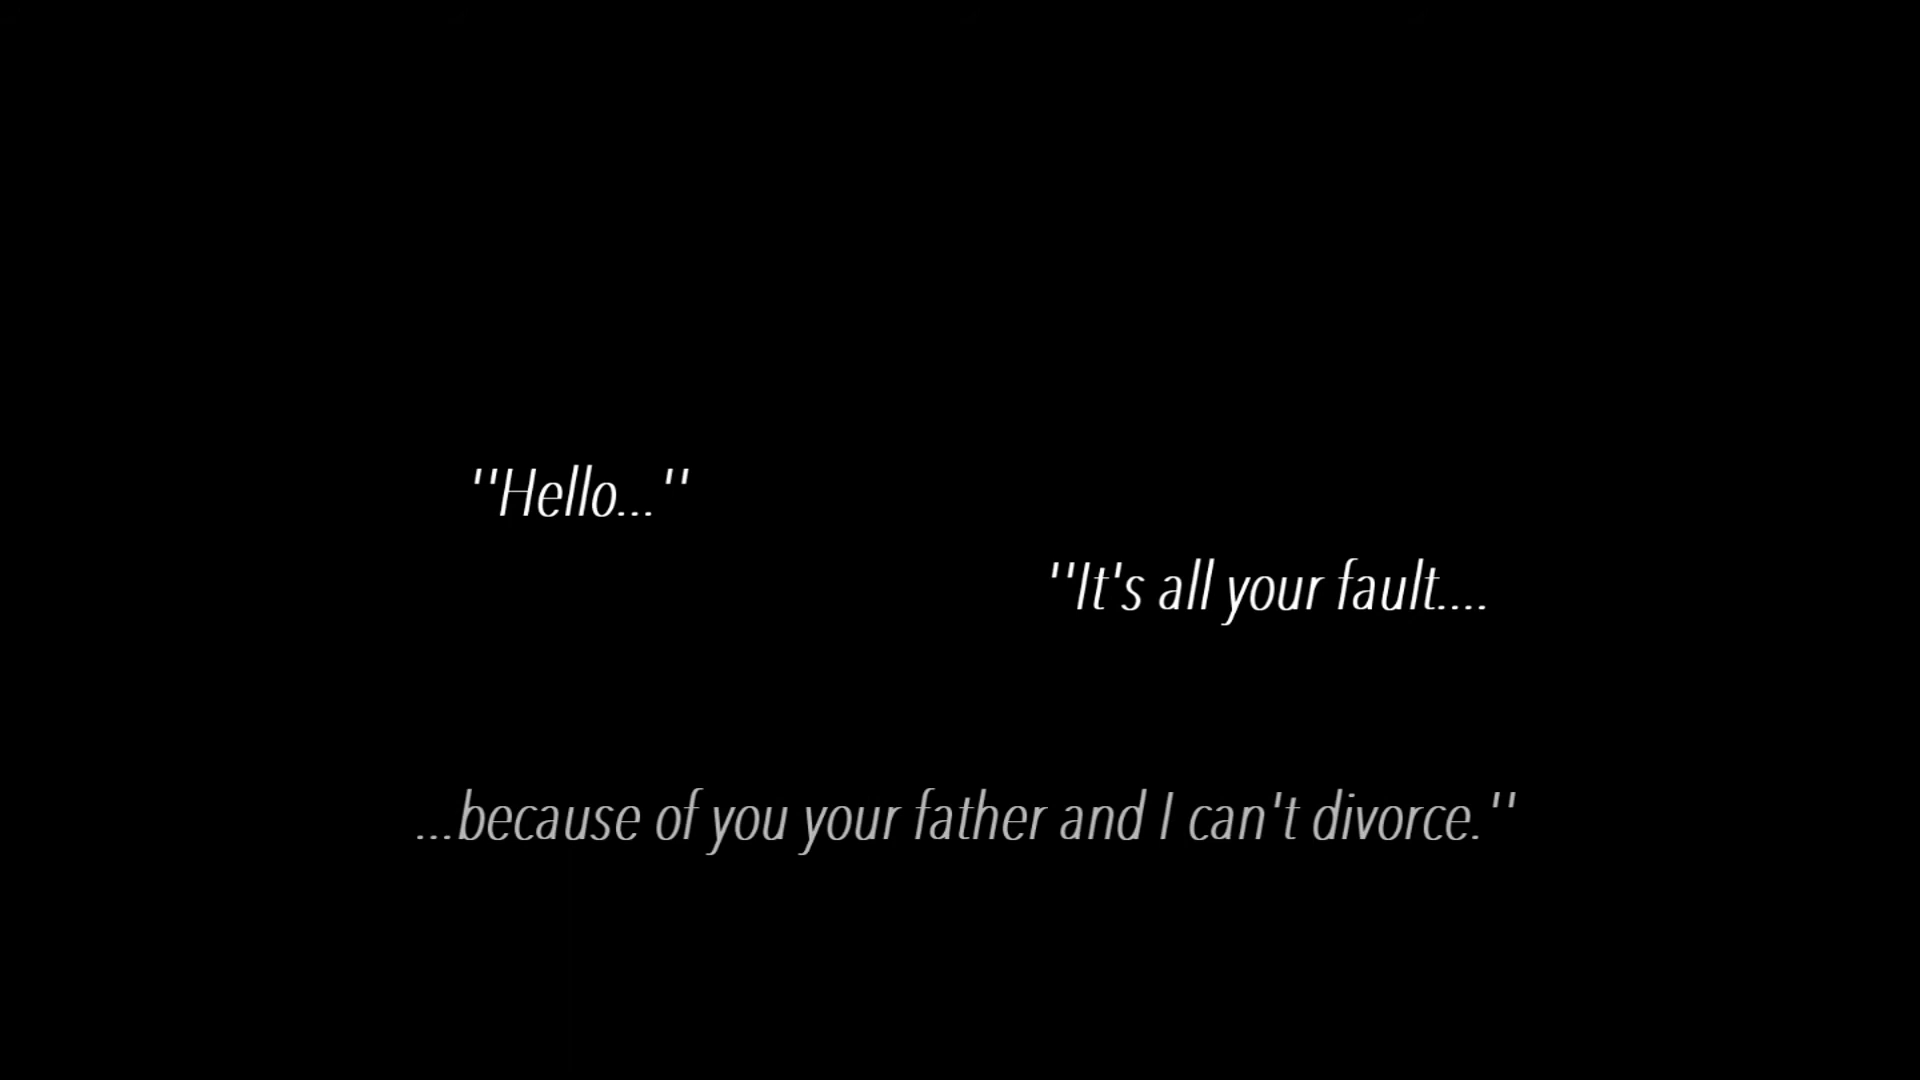 ''Hello...''
''It's all your fault....
...because of you your father and I can't divorce.''